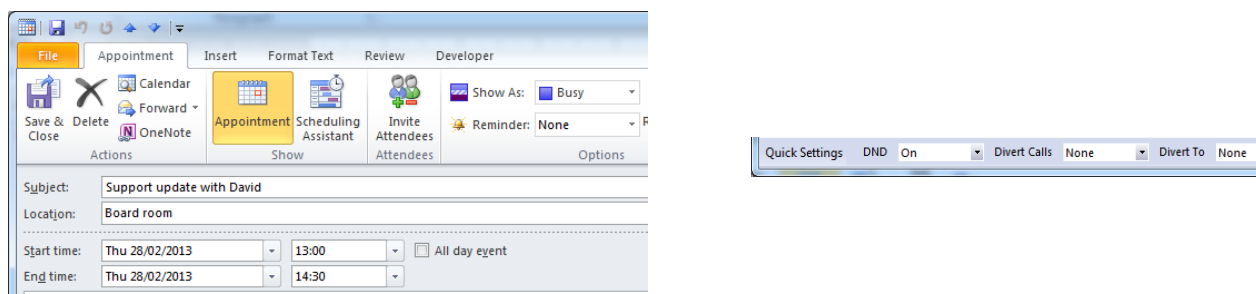 File Appointment Insert Format Text Review Developer
Save & Close
Delete
Calendar
Forward
OneNote
Actions
Appointment
Scheduling Assistant
Show
Invite Attendees
Attendees
Show As: Busy
Reminder: None
R
Options
Subject: Support update with David
Location: Board room
Start time: Thu 28/02/2013 13:00 All day event
End time: Thu 28/02/2013 14:30
Quick Settings DND On Divert Calls None Divert To None